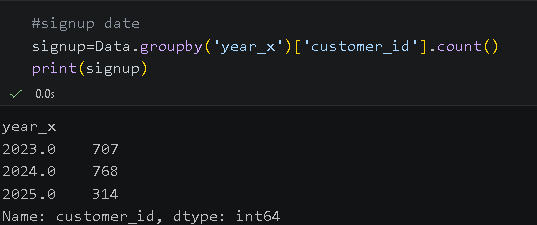 #signup date
signup=Data.groupby('year_x')['customer_id'].count()
print(signup)
0.0s
year_x
2023.0    707
2024.0    768
2025.0    314
Name: customer_id, dtype: int64